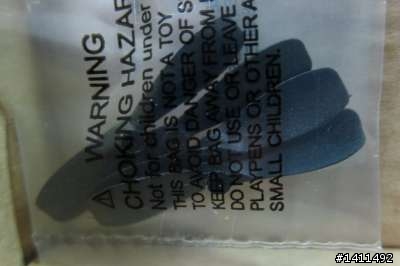 ⚠ WARNING
CHOKING HAZAR
Not for children under
THIS BAG IS NOT A TOY
TO AVOID DANGER OF S
KEEP BAG AWAY FROM
DO NOT USE OR LEAVE
PLAYPENS OR OTHER A
SMALL CHILDREN.
#1411492